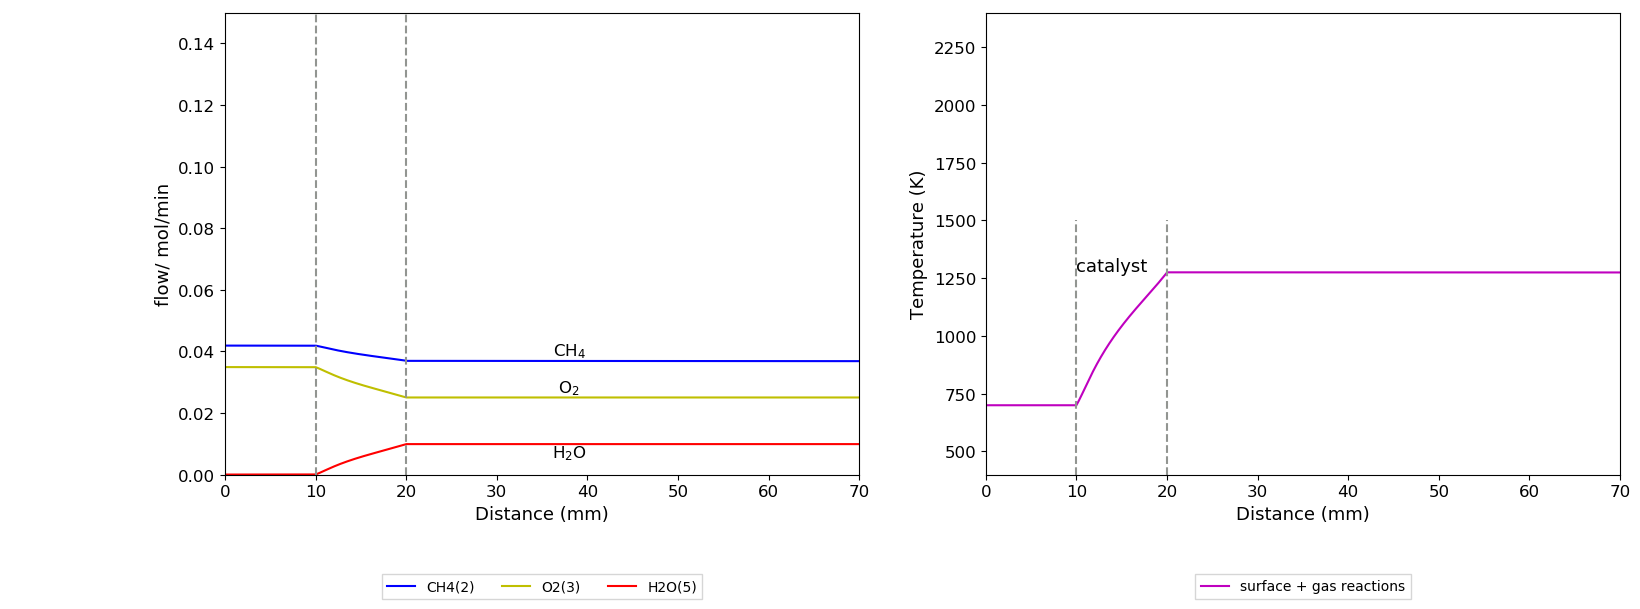 0.14
0.12
0.10
0.08
0.06
0.04
0.02
0.00
flow/ mol/min
CH₄
O₂
H₂O
0 10 20 30 40 50 60 70
Distance (mm)
CH4(2) O2(3) H2O(5)
2250
2000
1750
1500
1250
1000
750
500
Temperature (K)
catalyst
0 10 20 30 40 50 60 70
Distance (mm)
surface + gas reactions